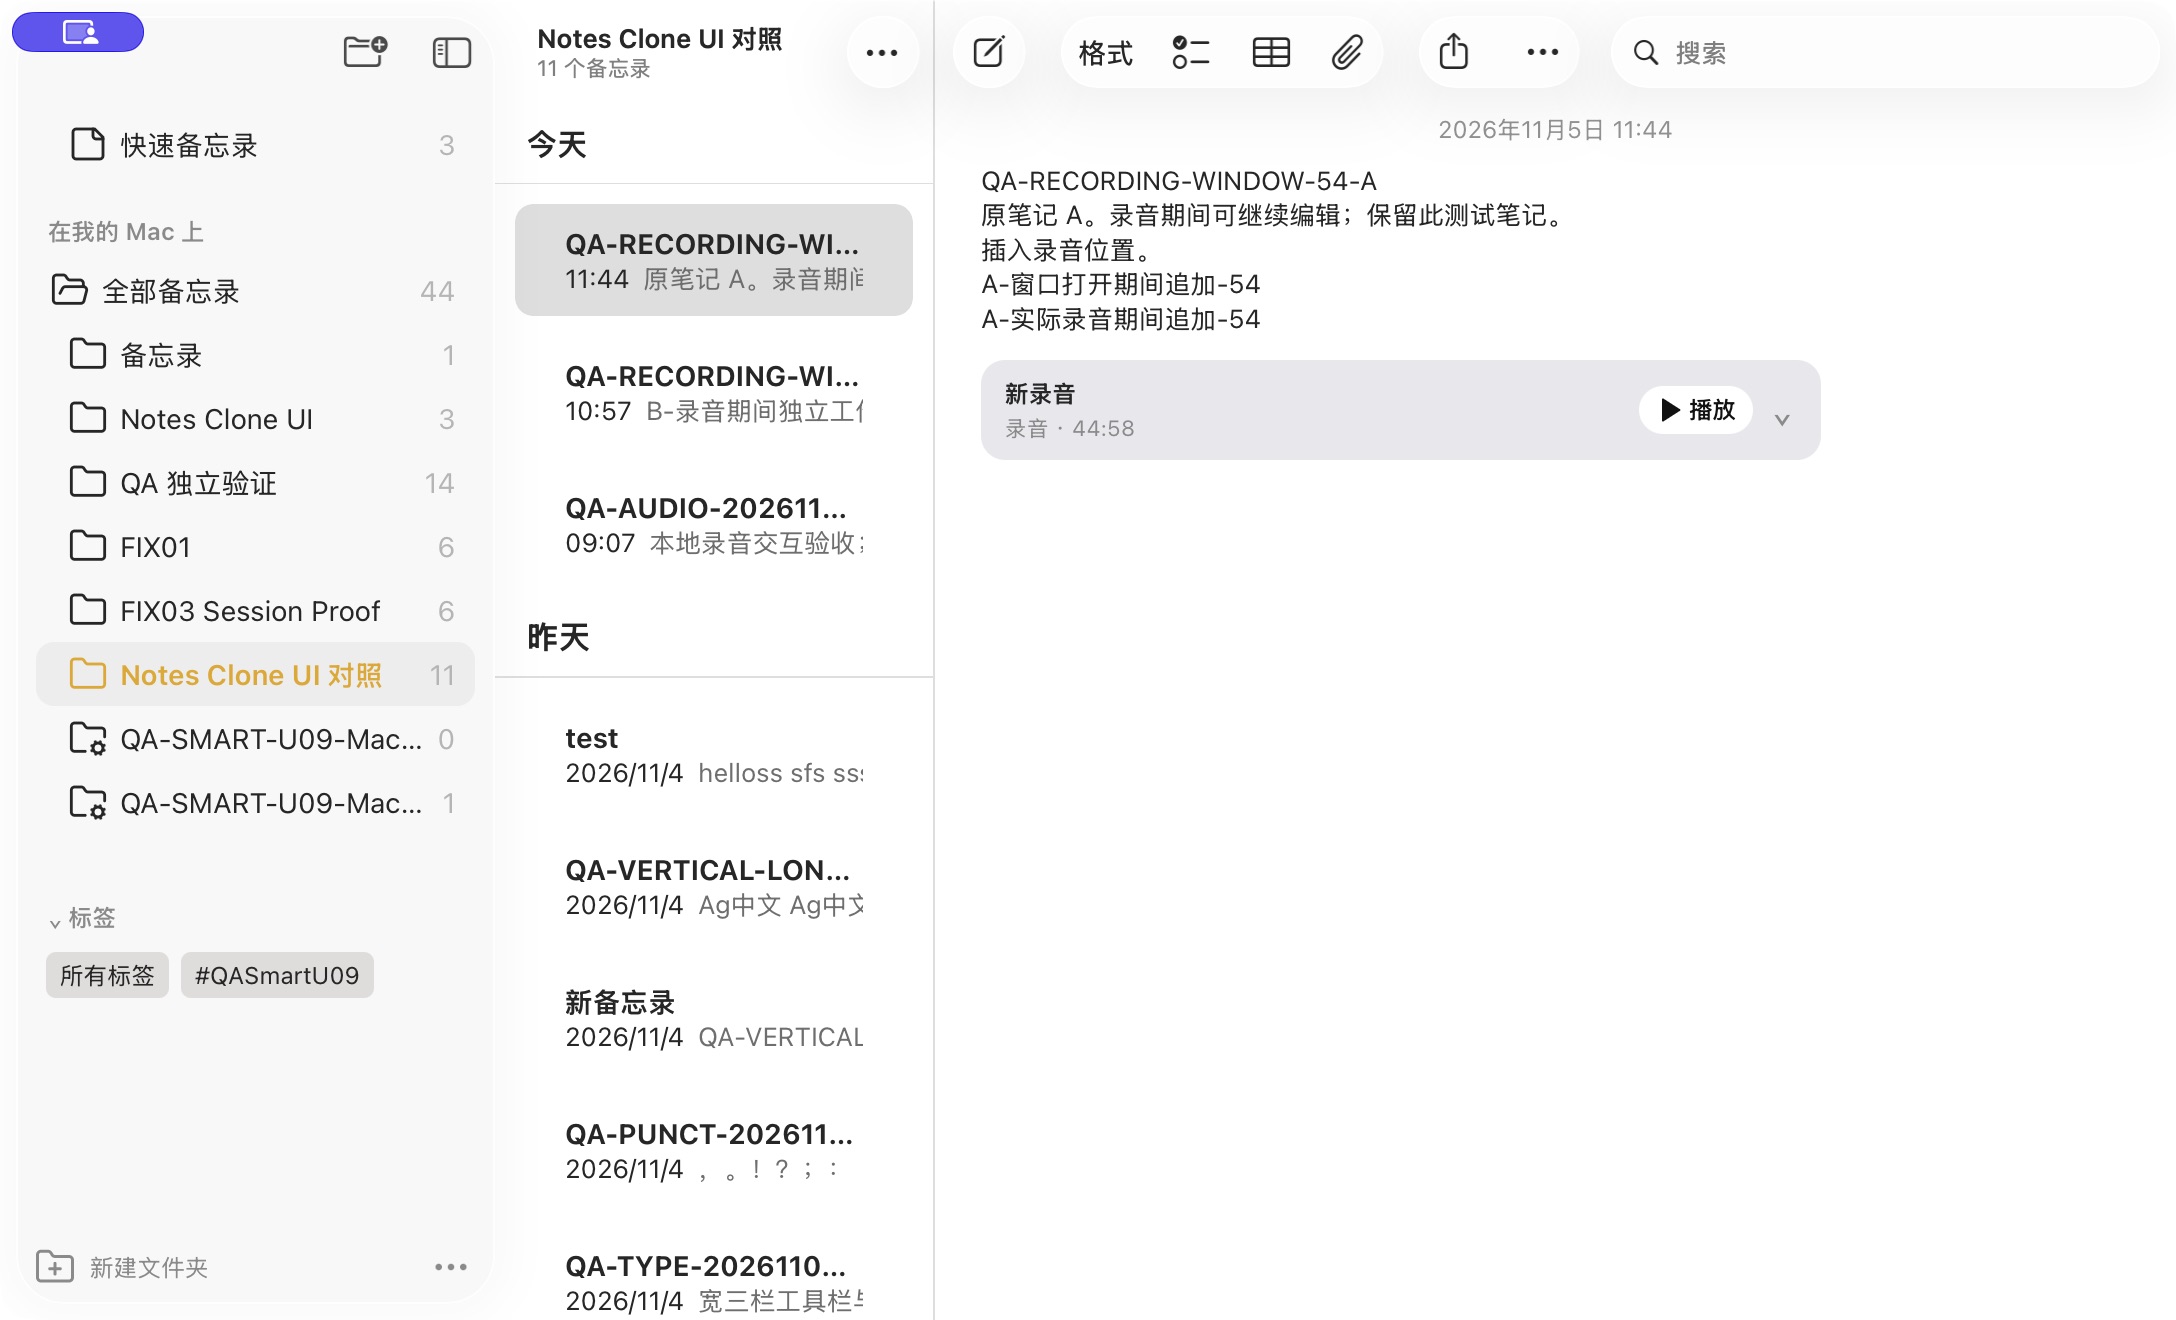 快速备忘录 3
在我的 Mac 上
全部备忘录 44
备忘录 1
Notes Clone UI 3
QA 独立验证 14
FIX01 6
FIX03 Session Proof 6
Notes Clone UI 对照 11
QA-SMART-U09-Mac... 0
QA-SMART-U09-Mac... 1
标签
所有标签 #QASmartU09
新建文件夹
Notes Clone UI 对照
11 个备忘录
今天
QA-RECORDING-WI...
11:44 原笔记 A。录音期间
QA-RECORDING-WI...
10:57 B-录音期间独立工作
QA-AUDIO-202611...
09:07 本地录音交互验收；
昨天
test
2026/11/4 helloss sfs sss
QA-VERTICAL-LON...
2026/11/4 Ag中文 Ag中文
新备忘录
2026/11/4 QA-VERTICAL
QA-PUNCT-202611...
2026/11/4 ，。！？；：
QA-TYPE-2026110...
2026/11/4 宽三栏工具栏与
格式
搜索
2026年11月5日 11:44
QA-RECORDING-WINDOW-54-A
原笔记 A。录音期间可继续编辑；保留此测试笔记。
插入录音位置。
A-窗口打开期间追加-54
A-实际录音期间追加-54
新录音
录音 · 44:58
播放